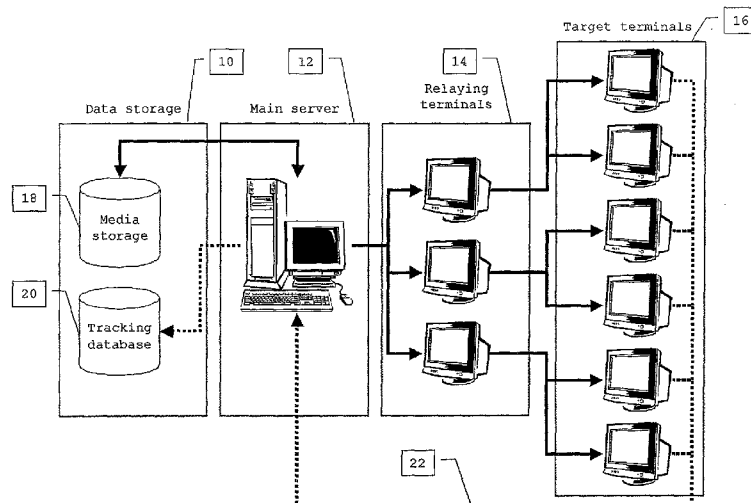 16
Target terminals
10
12
14
Data storage
Main server
Relaying
terminals
18
Media
storage
20
Tracking
database
22